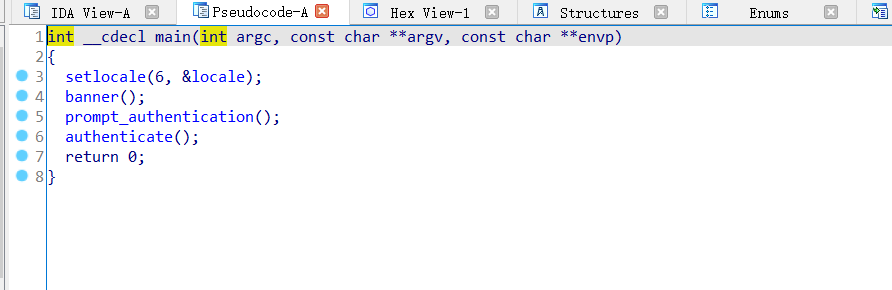 IDA View-A Pseudocode-A Hex View-1 Structures Enums
1 int __cdecl main(int argc, const char **argv, const char **envp)
2 {
3   setlocale(6, &locale);
4   banner();
5   prompt_authentication();
6   authenticate();
7   return 0;
8 }